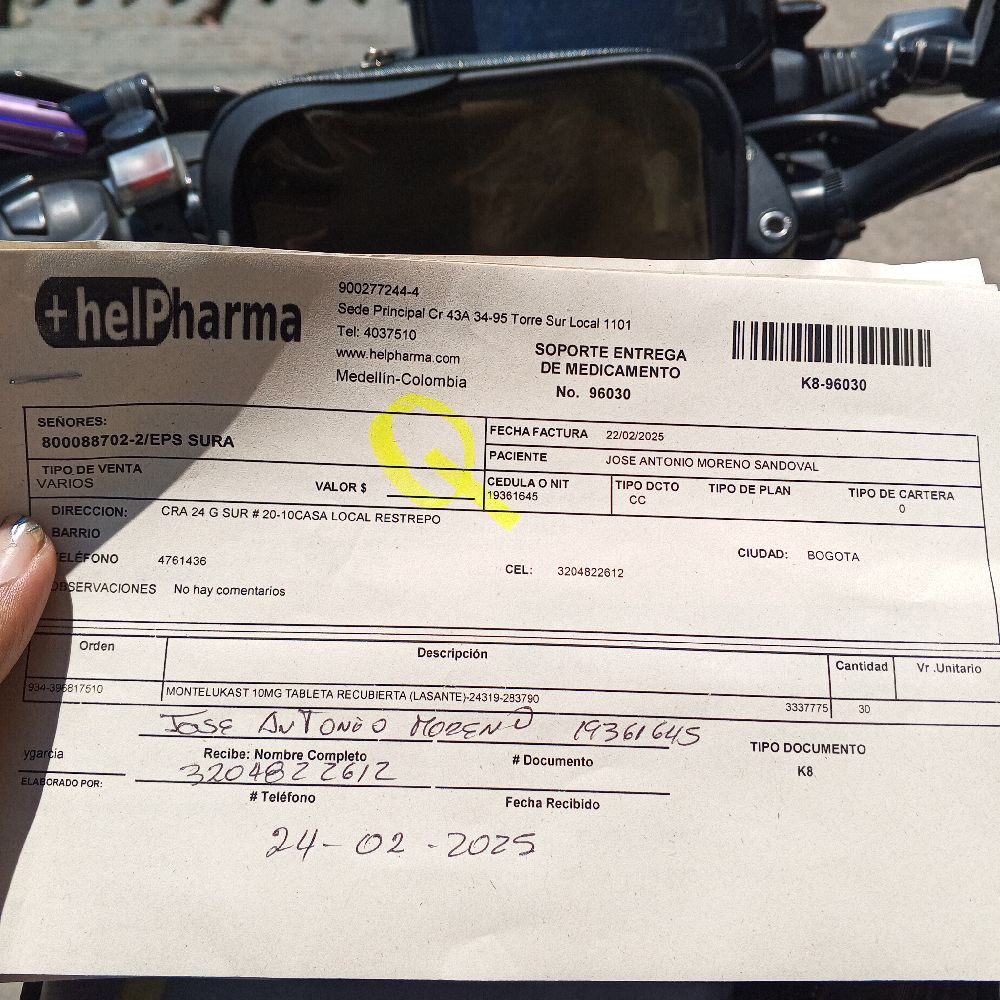 +helPharma
900277244-4
Sede Principal Cr 43A 34-95 Torre Sur Local 1101
Tel: 4037510
www.helpharma.com
Medellín-Colombia
SOPORTE ENTREGA
DE MEDICAMENTO
No. 96030
K8-96030
SEÑORES:
800088702-2/EPS SURA
FECHA FACTURA 22/02/2025
PACIENTE JOSE ANTONIO MORENO SANDOVAL
TIPO DE VENTA
VARIOS
VALOR $
CEDULA O NIT
19361645
TIPO DCTO
CC
TIPO DE PLAN
TIPO DE CARTERA
0
Q
DIRECCION: CRA 24 G SUR # 20-10CASA LOCAL RESTREPO
BARRIO
TELÉFONO 4761436
CEL: 3204822612
CIUDAD: BOGOTA
OBSERVACIONES No hay comentarios
Orden Descripción Cantidad Vr .Unitario
934-396817510 MONTELUKAST 10MG TABLETA RECUBIERTA (LASANTE)-24319-283790 3337775 30
JOSE ANTONIO MORENO 19361645
ygarcia
Recibe: Nombre Completo # Documento
TIPO DOCUMENTO
K8
3204822612
ELABORADO POR:
# Teléfono Fecha Recibido
24-02-2025